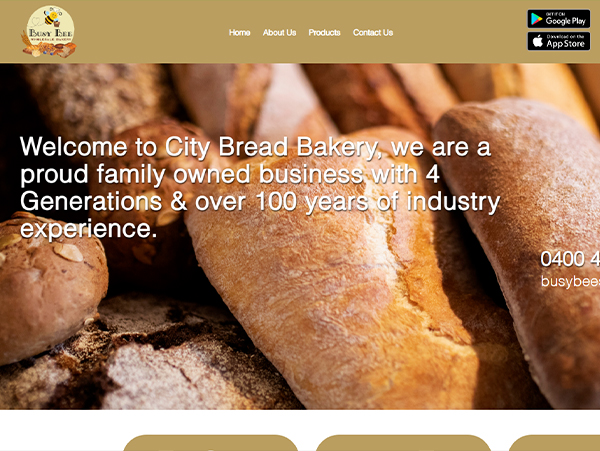 Busy Bee
WHOLESALE BAKERY
Home About Us Products Contact Us
GET IT ON
Google Play
Download on the
App Store
Welcome to City Bread Bakery, we are a
proud family owned business with 4
Generations & over 100 years of industry
experience.
0400 4
busybees